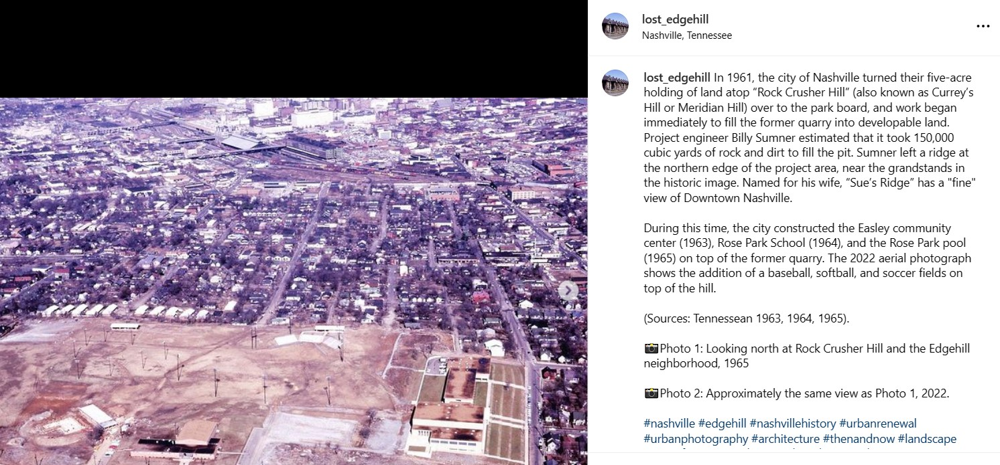 lost_edgehill
Nashville, Tennessee
lost_edgehill In 1961, the city of Nashville turned their five-acre
holding of land atop “Rock Crusher Hill” (also known as Currey’s
Hill or Meridian Hill) over to the park board, and work began
immediately to fill the former quarry into developable land.
Project engineer Billy Sumner estimated that it took 150,000
cubic yards of rock and dirt to fill the pit. Sumner left a ridge at
the northern edge of the project area, near the grandstands in
the historic image. Named for his wife, “Sue’s Ridge” has a "fine"
view of Downtown Nashville.
During this time, the city constructed the Easley community
center (1963), Rose Park School (1964), and the Rose Park pool
(1965) on top of the former quarry. The 2022 aerial photograph
shows the addition of a baseball, softball, and soccer fields on
top of the hill.
(Sources: Tennessean 1963, 1964, 1965).
📸Photo 1: Looking north at Rock Crusher Hill and the Edgehill
neighborhood, 1965
📸Photo 2: Approximately the same view as Photo 1, 2022.
#nashville #edgehill #nashvillehistory #urbanrenewal
#urbanphotography #architecture #thenandnow #landscape